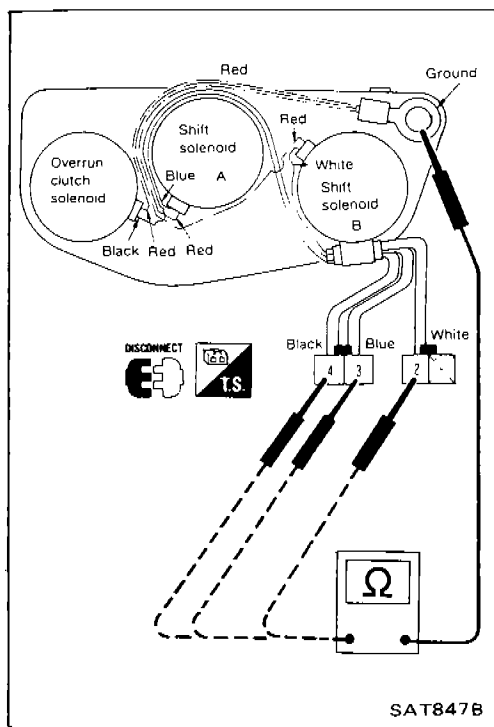 Red
Ground
Shift
solenoid
A
Red
Overrun
clutch
solenoid
Blue
White
Shift
solenoid
B
Black
Red
Red
Black
Blue
White
4
3
2
DISCONNECT
T.S.
Ω
SAT847B